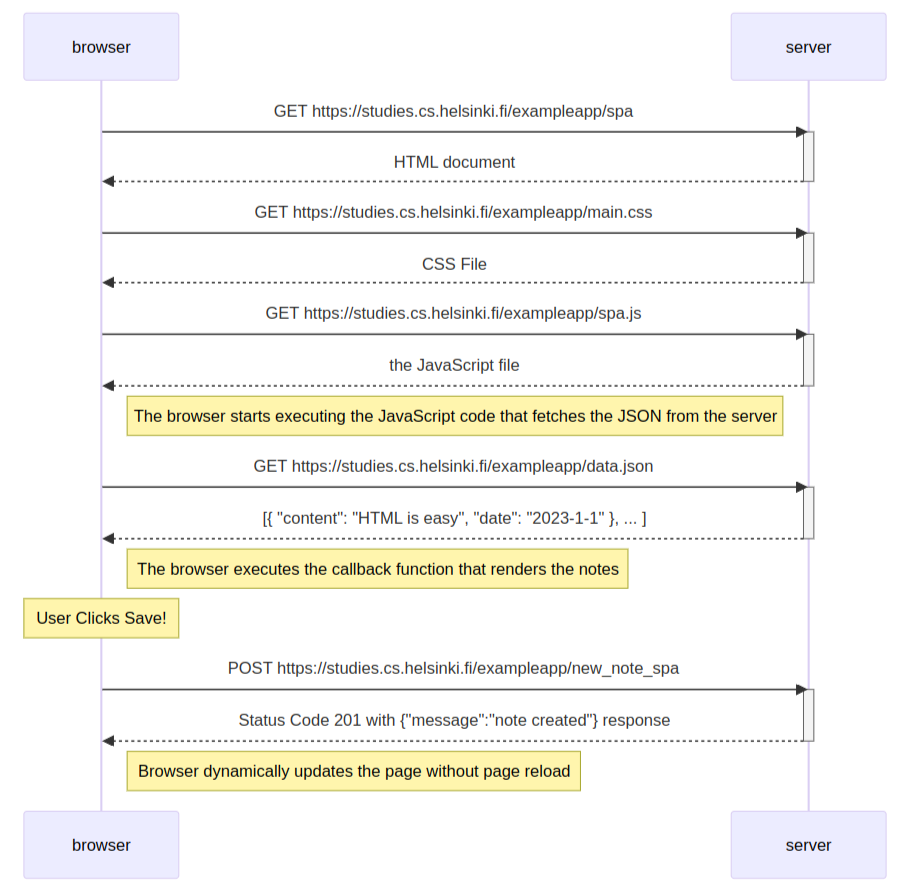 browser
server
GET https://studies.cs.helsinki.fi/exampleapp/spa
HTML document
GET https://studies.cs.helsinki.fi/exampleapp/main.css
CSS File
GET https://studies.cs.helsinki.fi/exampleapp/spa.js
the JavaScript file
The browser starts executing the JavaScript code that fetches the JSON from the server
GET https://studies.cs.helsinki.fi/exampleapp/data.json
[{ "content": "HTML is easy", "date": "2023-1-1" }, ... ]
The browser executes the callback function that renders the notes
User Clicks Save!
POST https://studies.cs.helsinki.fi/exampleapp/new_note_spa
Status Code 201 with {"message":"note created"} response
Browser dynamically updates the page without page reload
browser
server